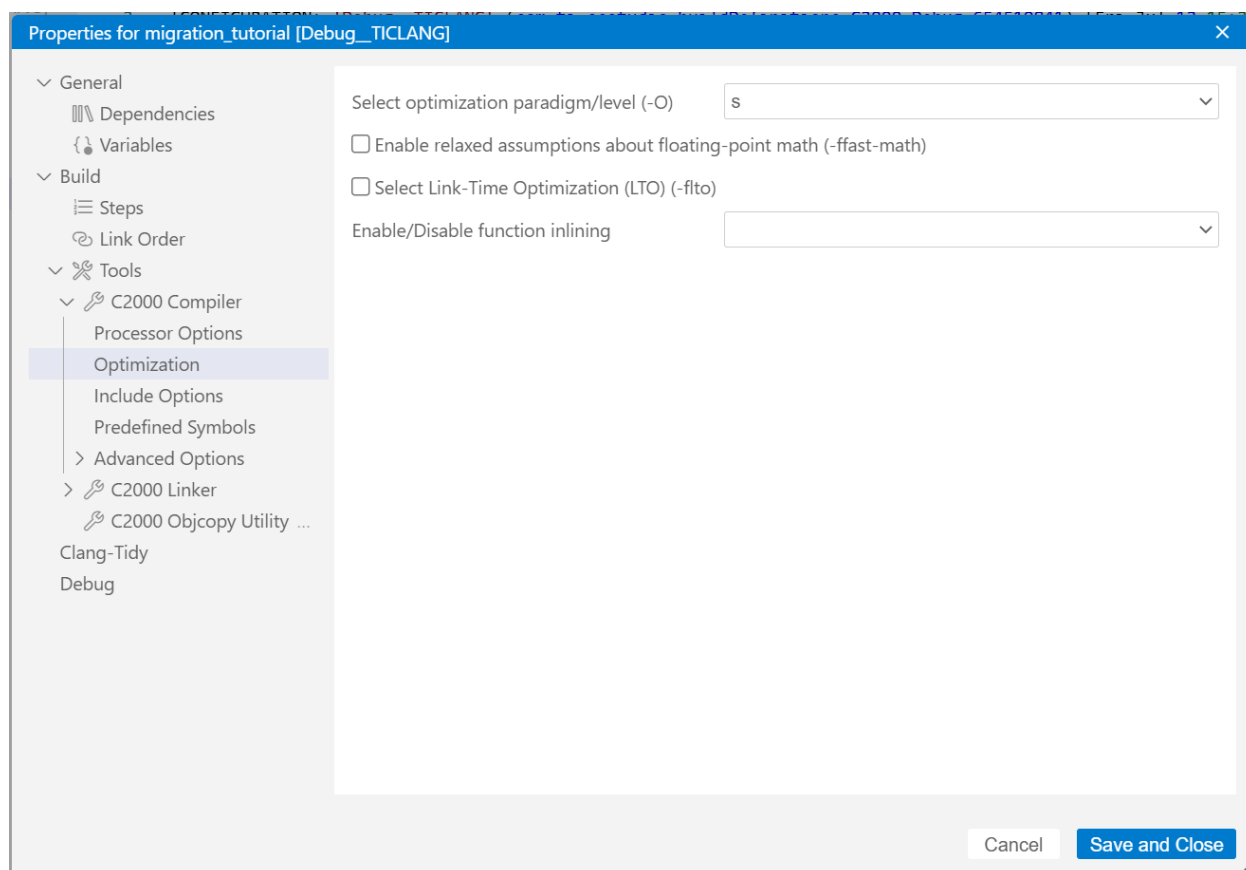 Properties for migration_tutorial [Debug__TICLANG]
General
Dependencies
Variables
Build
Steps
Link Order
Tools
C2000 Compiler
Processor Options
Optimization
Include Options
Predefined Symbols
Advanced Options
C2000 Linker
C2000 Objcopy Utility ...
Clang-Tidy
Debug
Select optimization paradigm/level (-O) s
Enable relaxed assumptions about floating-point math (-ffast-math)
Select Link-Time Optimization (LTO) (-flto)
Enable/Disable function inlining
Cancel Save and Close